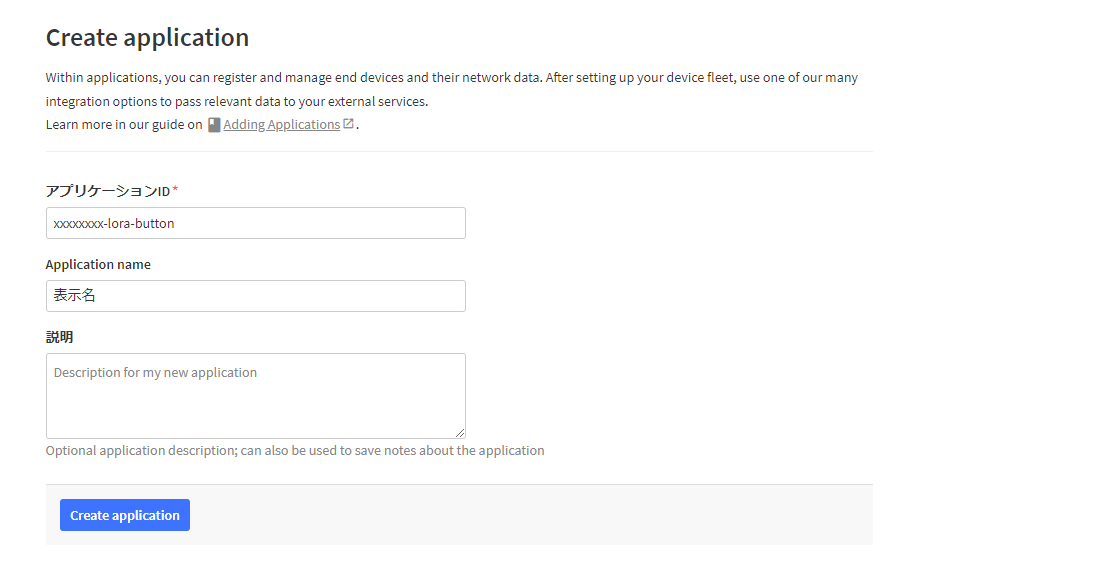 Create application
Within applications, you can register and manage end devices and their network data. After setting up your device fleet, use one of our many
integration options to pass relevant data to your external services.
Learn more in our guide on Adding Applications.
アプリケーションID*
xxxxxxxx-lora-button
Application name
表示名
説明
Description for my new application
Optional application description; can also be used to save notes about the application
Create application